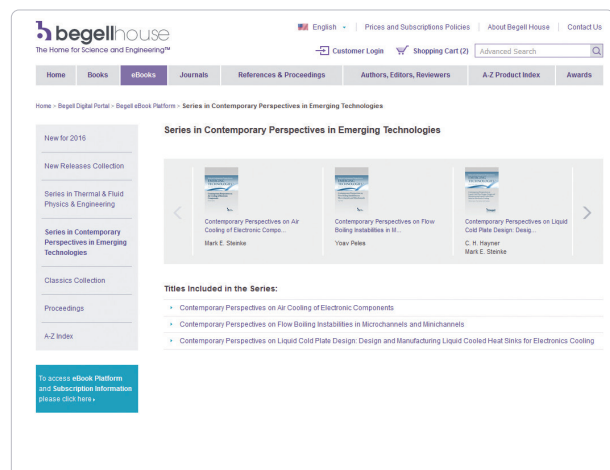 begellhouse
The Home for Science and Engineering™
English
Prices and Subscriptions Policies
About Begell House
Contact Us
Customer Login
Shopping Cart (2)
Advanced Search
Home
Books
eBooks
Journals
References & Proceedings
Authors, Editors, Reviewers
A-Z Product Index
Awards
Home > Begell Digital Portal > Begell eBook Platform > Series in Contemporary Perspectives in Emerging Technologies
New for 2016
New Releases Collection
Series in Thermal & Fluid
Physics & Engineering
Series in Contemporary
Perspectives in Emerging
Technologies
Classics Collection
Proceedings
A-Z Index
To access eBook Platform
and Subscription Information
please click here
Series in Contemporary Perspectives in Emerging Technologies
Contemporary Perspectives on Air
Cooling of Electronic Compo...
Mark E. Steinke
Contemporary Perspectives on Flow
Boiling Instabilities in M...
Yoav Peles
Contemporary Perspectives on Liquid
Cold Plate Design: Desig...
C. H. Hayner
Mark E. Steinke
Titles Included in the Series:
Contemporary Perspectives on Air Cooling of Electronic Components
Contemporary Perspectives on Flow Boiling Instabilities in Microchannels and Minichannels
Contemporary Perspectives on Liquid Cold Plate Design: Design and Manufacturing Liquid Cooled Heat Sinks for Electronics Cooling